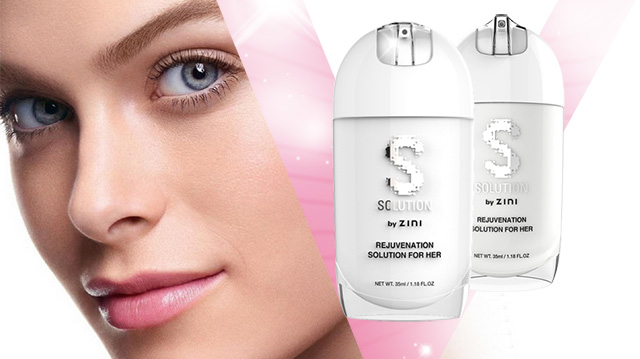 S
SOLUTION
by ZINI
REJUVENATION
SOLUTION FOR HER
NET WT. 35ml / 1.18 FL.OZ
S
SOLUTION
by ZINI
REJUVENATION
SOLUTION FOR HER
NET WT. 35ml / 1.18 FL.OZ